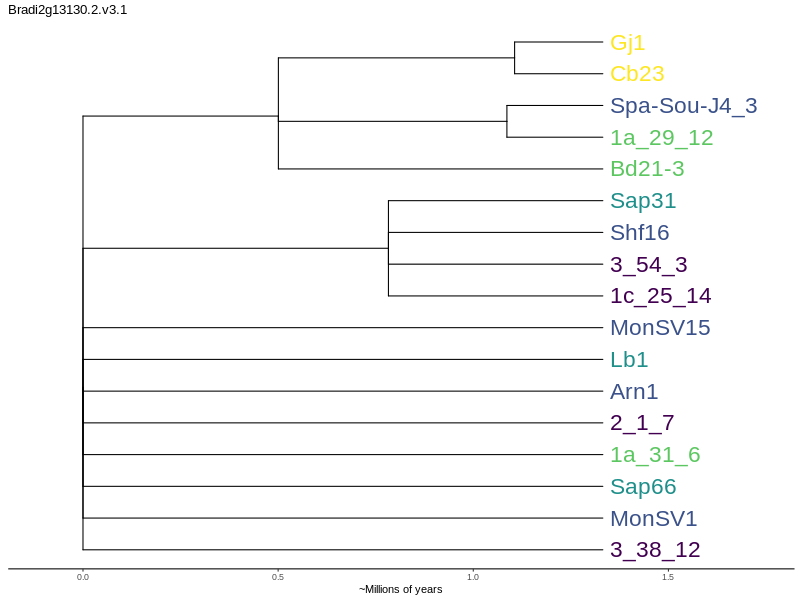 Bradi2g13130.2.v3.1
Gj1
Cb23
Spa-Sou-J4_3
1a_29_12
Bd21-3
Sap31
Shf16
3_54_3
1c_25_14
MonSV15
Lb1
Arn1
2_1_7
1a_31_6
Sap66
MonSV1
3_38_12
0.0 0.5 1.0 1.5
~Millions of years